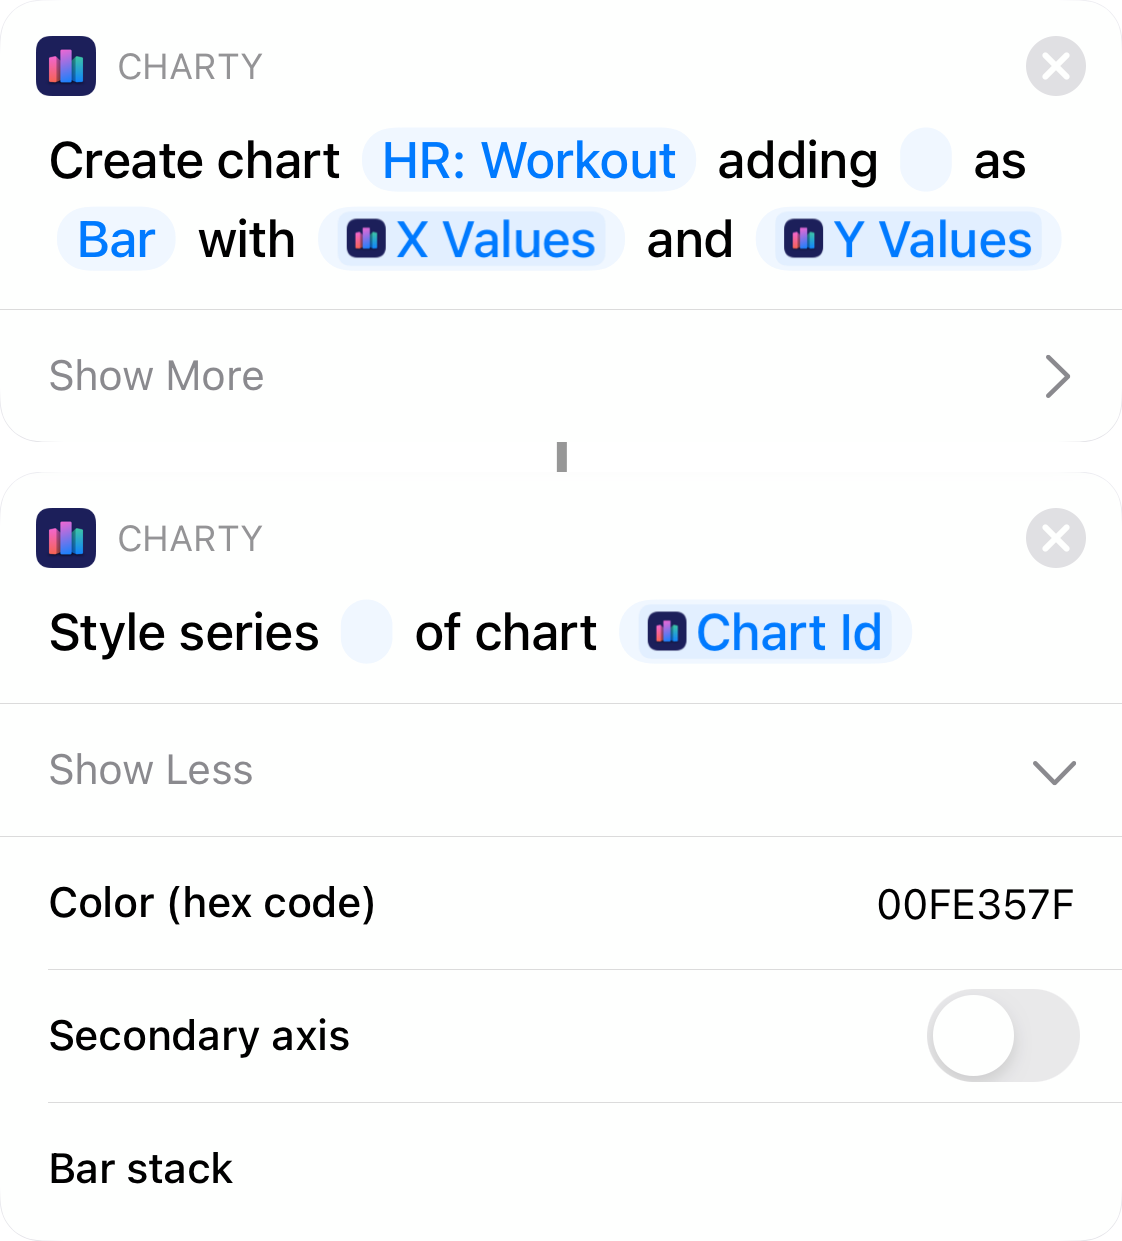 CHARTY
Create chart HR: Workout adding as
Bar with X Values and Y Values
Show More
CHARTY
Style series of chart Chart Id
Show Less
Color (hex code) 00FE357F
Secondary axis
Bar stack